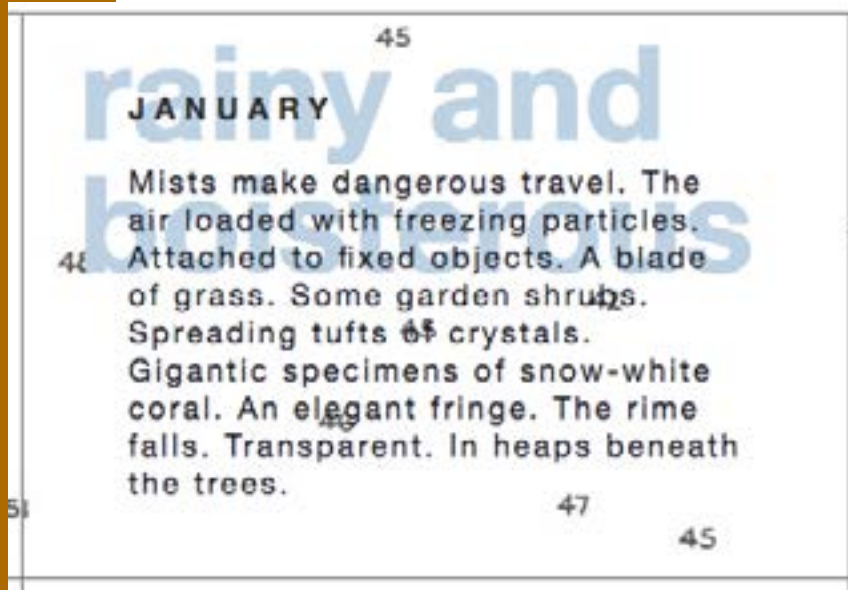 45
rainy and
JANUARY
boisterous
Mists make dangerous travel. The
air loaded with freezing particles.
48
Attached to fixed objects. A blade
of grass. Some garden shrubs.
42
Spreading tufts of crystals.
Gigantic specimens of snow-white
coral. An elegant fringe. The rime
falls. Transparent. In heaps beneath
the trees.
47
45